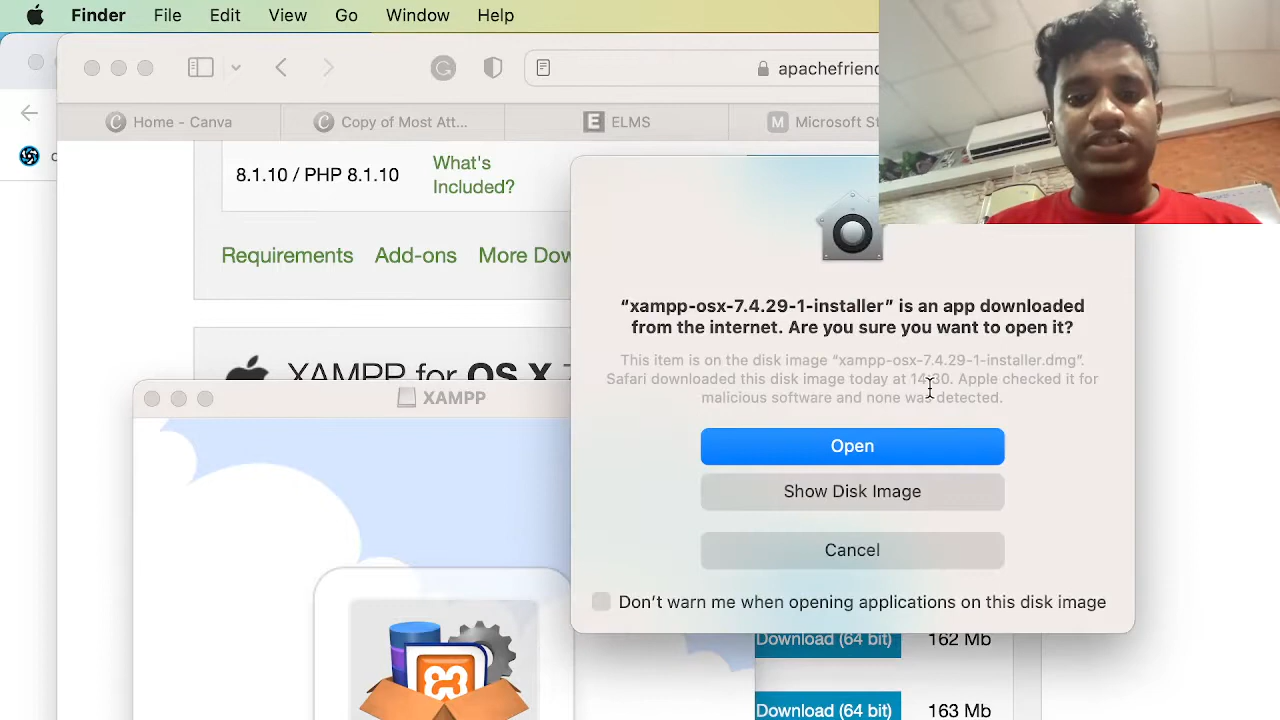 Finder File Edit View Go Window Help
apachefriend
Home - Canva Copy of Most Att... ELMS Microsoft St
8.1.10 / PHP 8.1.10 What's
Included?
Requirements Add-ons More Dow
XAMPP for OS X 7
XAMPP
“xampp-osx-7.4.29-1-installer” is an app downloaded
from the internet. Are you sure you want to open it?
This item is on the disk image “xampp-osx-7.4.29-1-installer.dmg”.
Safari downloaded this disk image today at 14:30. Apple checked it for
malicious software and none was detected.
Open
Show Disk Image
Cancel
Don’t warn me when opening applications on this disk image
Download (64 bit) 162 Mb
Download (64 bit) 163 Mb